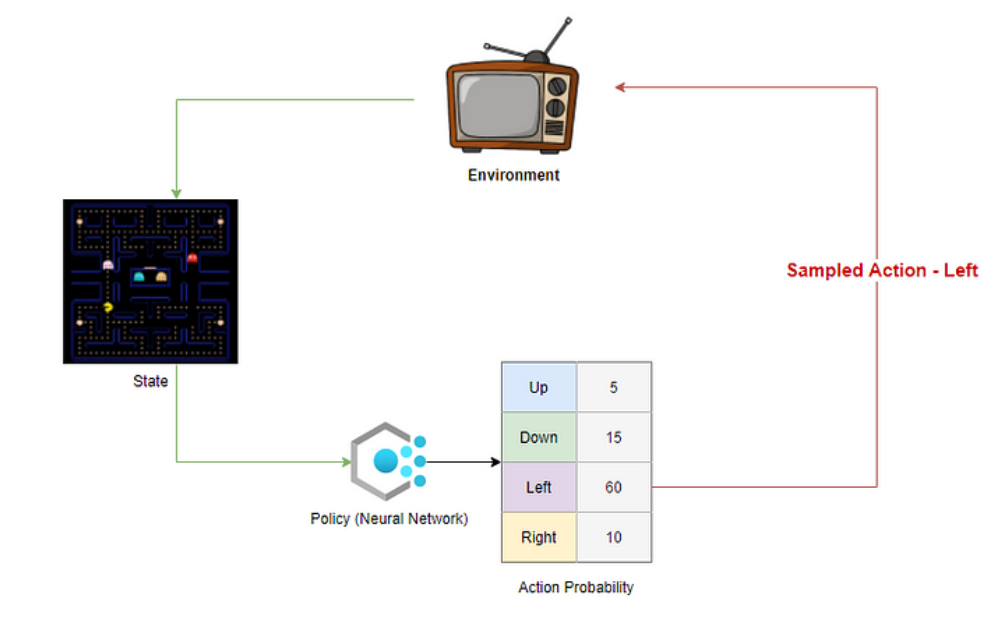 Environment
Sampled Action - Left
State
Up 5
Down 15
Left 60
Right 10
Policy (Neural Network)
Action Probability